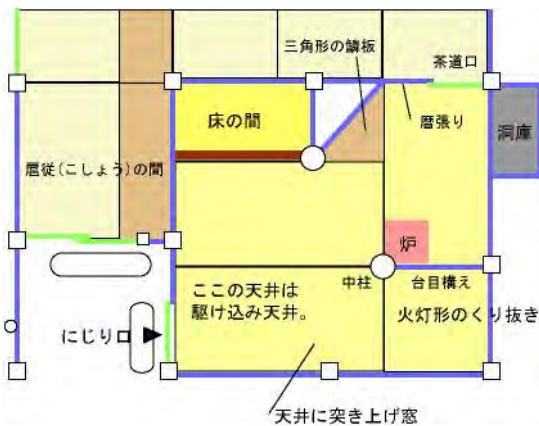 三角形の鱗板
茶道口
床の間
暦張り
洞庫
扈従(こしょう)の間
炉
ここの天井は
駆け込み天井。
中柱
台目構え
火灯形のくり抜き
にじり口
天井に突き上げ窓